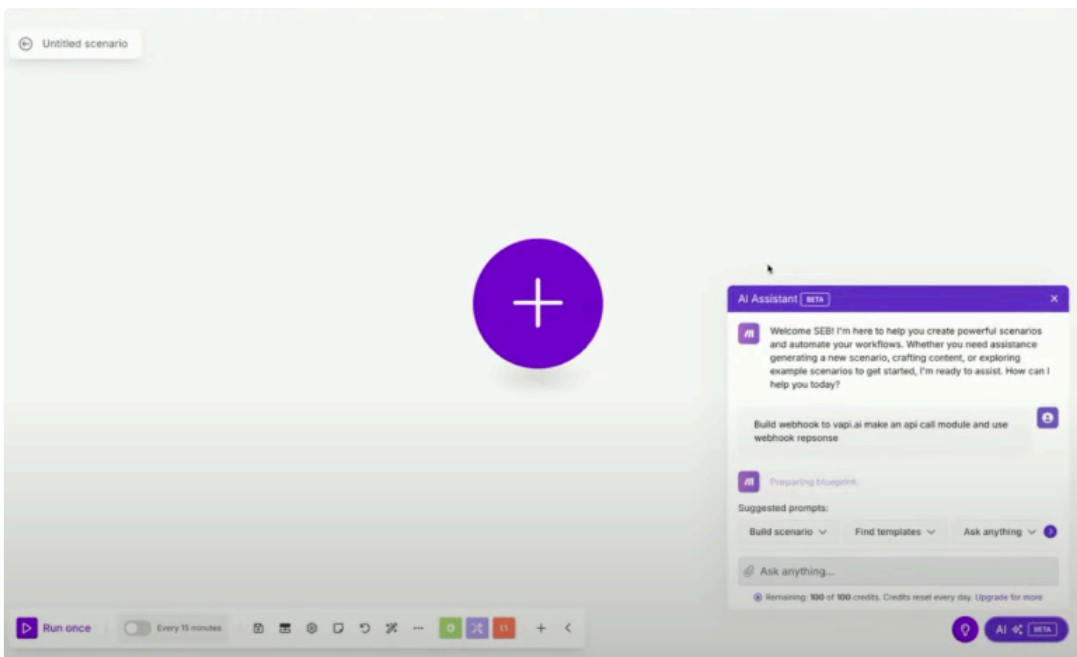 Untitled scenario
AI Assistant BETA
Welcome SEB! I'm here to help you create powerful scenarios
and automate your workflows. Whether you need assistance
generating a new scenario, crafting content, or exploring
example scenarios to get started, I'm ready to assist. How can I
help you today?
Build webhook to vapi.ai make an api call module and use
webhook repsonse
Preparing blueprint.
Suggested prompts:
Build scenario
Find templates
Ask anything
Ask anything...
Remaining: 100 of 100 credits. Credits reset every day. Upgrade for more
Run once
Every 15 minutes
AI BETA